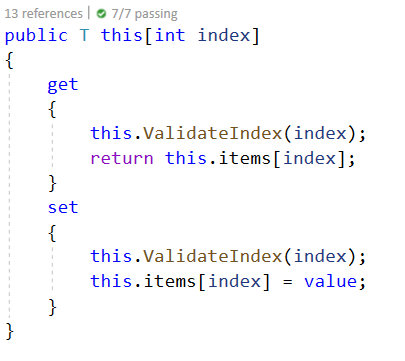 13 references | 7/7 passing
public T this[int index]
{
    get
    {
        this.ValidateIndex(index);
        return this.items[index];
    }
    set
    {
        this.ValidateIndex(index);
        this.items[index] = value;
    }
}